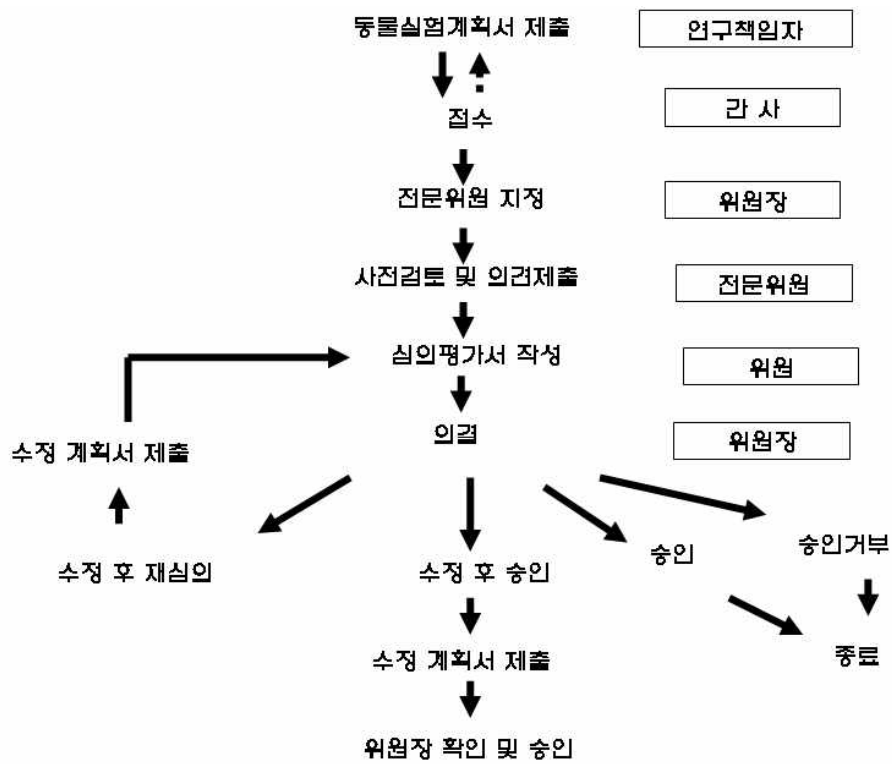 동물실험계획서 제출
연구책임자
접수
간 사
전문위원 지정
위원장
사전검토 및 의견제출
전문위원
심의평가서 작성
위원
의결
위원장
수정 계획서 제출
수정 후 재심의
수정 후 승인
승인
승인거부
수정 계획서 제출
종료
위원장 확인 및 승인